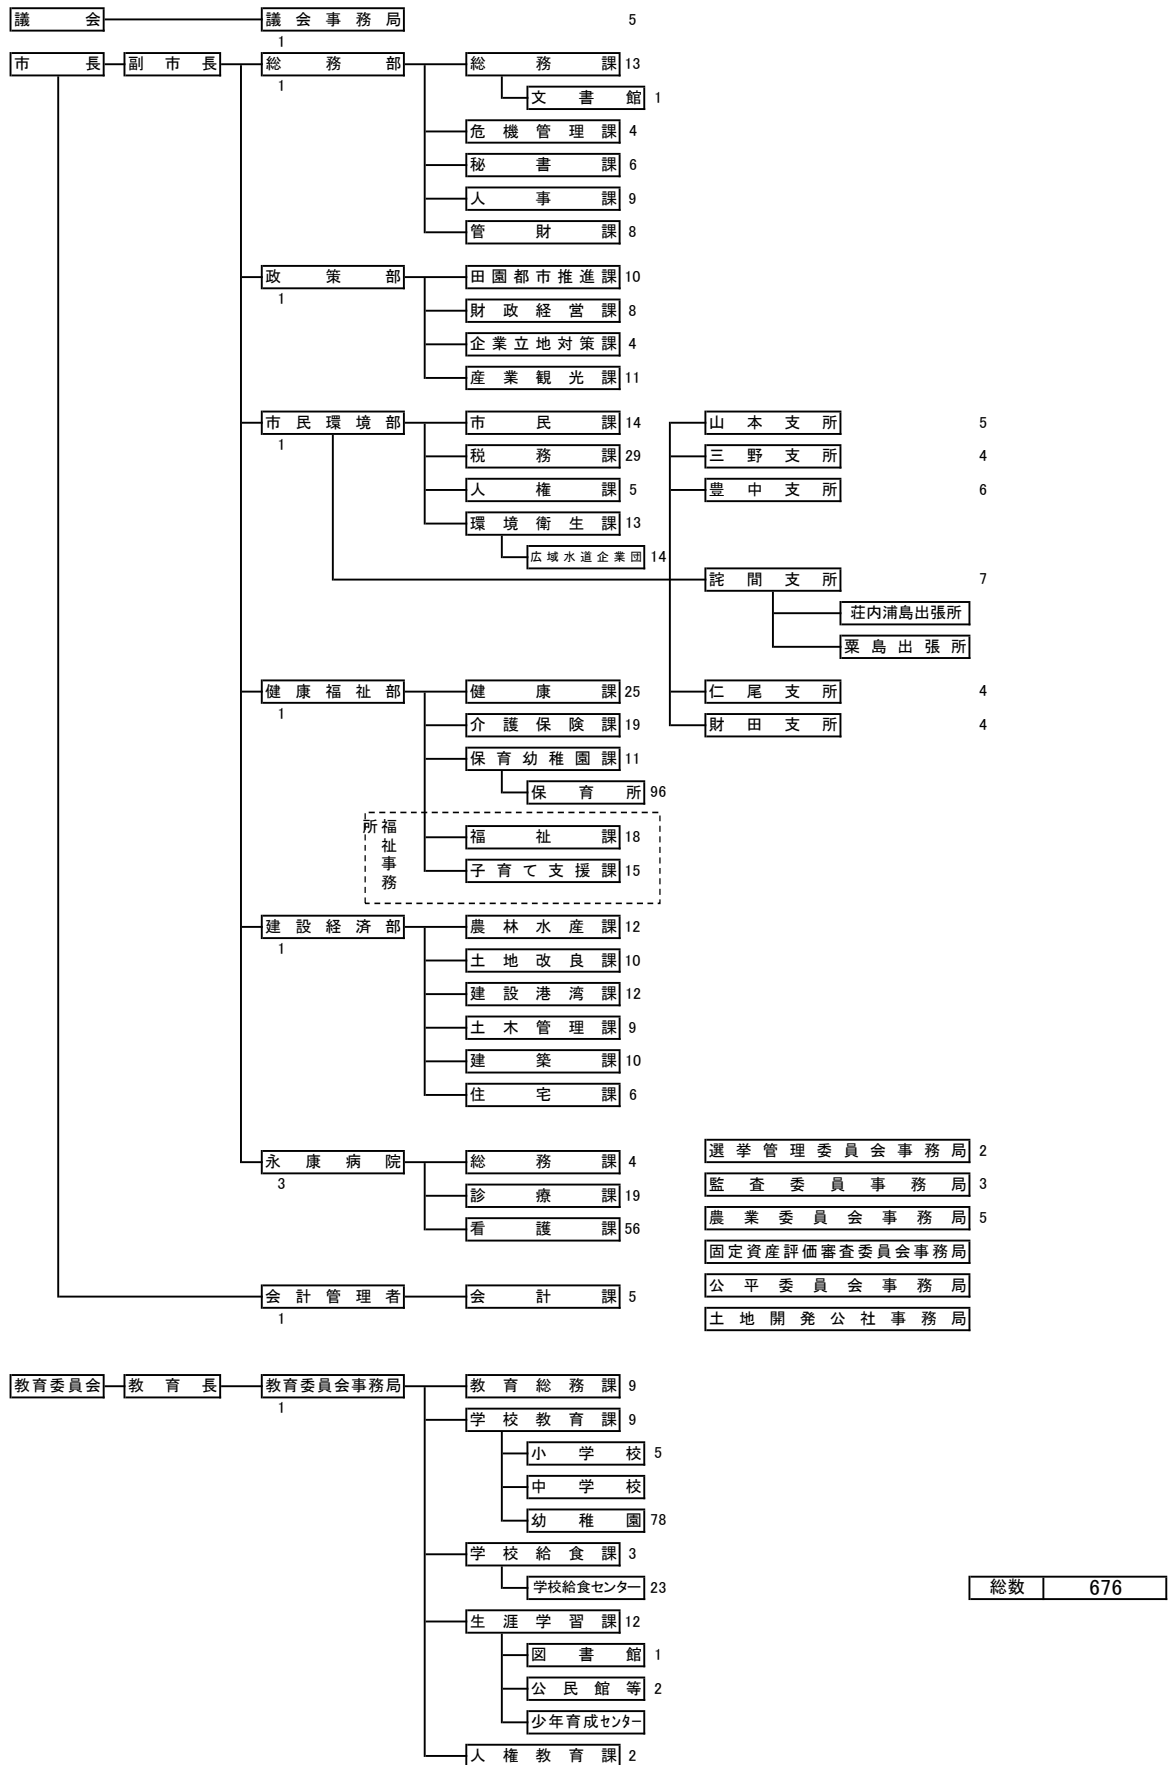 議会 議会事務局 5
1
市長 副市長 総務部 総務課 13
1
文書館 1
危機管理課 4
秘書課 6
人事課 9
管財課 8
政策部 田園都市推進課 10
1
財政経営課 8
企業立地対策課 4
産業観光課 11
市民環境部 市民課 14 山本支所 5
1
税務課 29 三野支所 4
人権課 5 豊中支所 6
環境衛生課 13
広域水道企業団 14
詫間支所 7
荘内浦島出張所
粟島出張所
健康福祉部 健康課 25 仁尾支所 4
1
介護保険課 19 財田支所 4
保育幼稚園課 11
保育所 96
福祉事務所
福祉課 18
子育て支援課 15
建設経済部 農林水産課 12
1
土地改良課 10
建設港湾課 12
土木管理課 9
建築課 10
住宅課 6
選挙管理委員会事務局 2
永康病院 総務課 4
3
監査委員事務局 3
診療課 19
農業委員会事務局 5
看護課 56
固定資産評価審査委員会事務局
公平委員会事務局
会計管理者 会計課 5
1
土地開発公社事務局
教育委員会 教育長 教育委員会事務局 教育総務課 9
1
学校教育課 9
小学校 5
中学校
幼稚園 78
学校給食課 3
学校給食センター 23
総数 676
生涯学習課 12
図書館 1
公民館等 2
少年育成センター
人権教育課 2